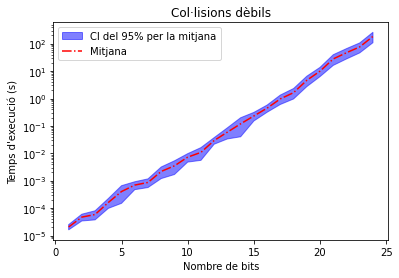 Col·lisions dèbils
CI del 95% per la mitjana
Mitjana
Temps d'execució (s)
10²
10¹
10⁰
10⁻¹
10⁻²
10⁻³
10⁻⁴
10⁻⁵
0 5 10 15 20 25
Nombre de bits